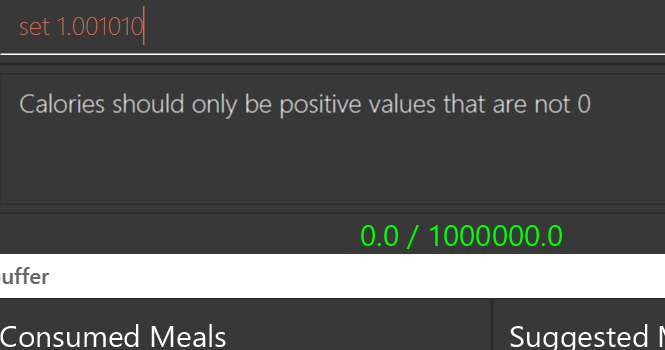 set 1.001010
Calories should only be positive values that are not 0
0.0 / 1000000.0
uffer
Consumed Meals
Suggested